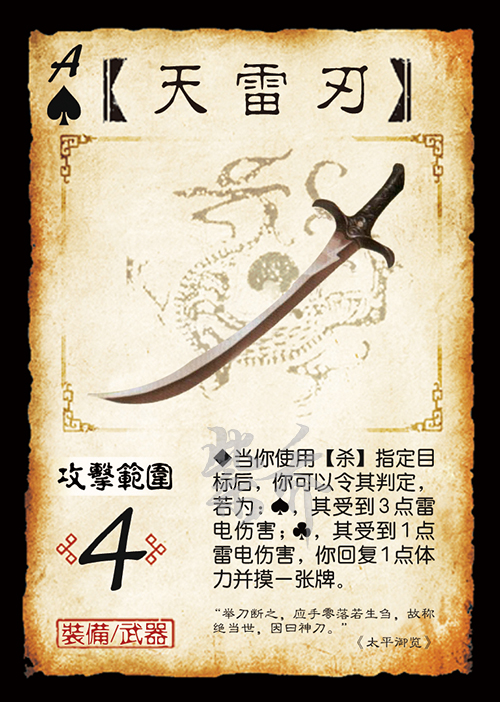 A
【天雷刃】
◆当你使用【杀】指定目
标后，你可以令其判定，
若为：♠，其受到3点雷
电伤害；♣，其受到1点
雷电伤害，你回复1点体
力并摸一张牌。
攻擊範圍
4
裝備/武器
“举刀断之，应手零落若生刍，故称
绝当世，因曰神刀。”
《太平御览》